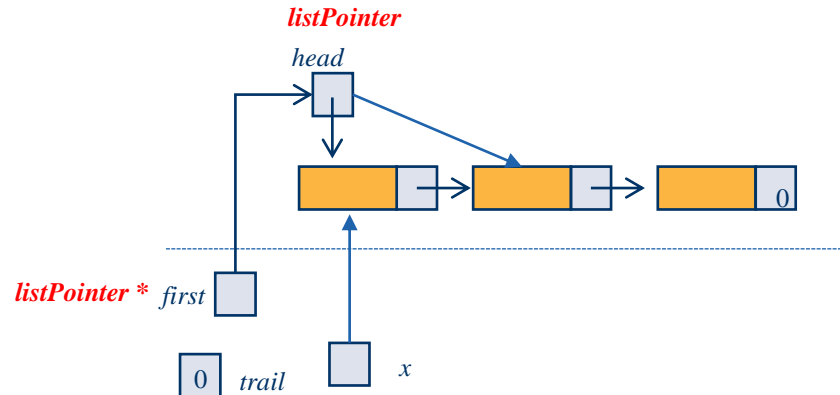 listPointer
head
0
listPointer * first
x
0 trail